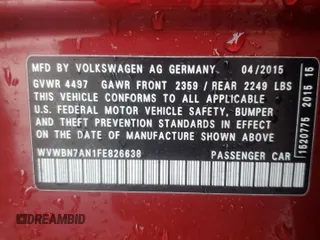 MFD BY VOLKSWAGEN AG GERMANY 04/2015
GVWR 4497 GAWR FRONT 2359 / REAR 2249 LBS
THIS VEHICLE CONFORMS TO ALL APPLICABLE
U.S. FEDERAL MOTOR VEHICLE SAFETY, BUMPER
AND THEFT PREVENTION STANDARDS IN EFFECT
ON THE DATE OF MANUFACTURE SHOWN ABOVE.
WVWBN7AN1FE826638 PASSENGER CAR
1520775 2015 16
DREAMBID